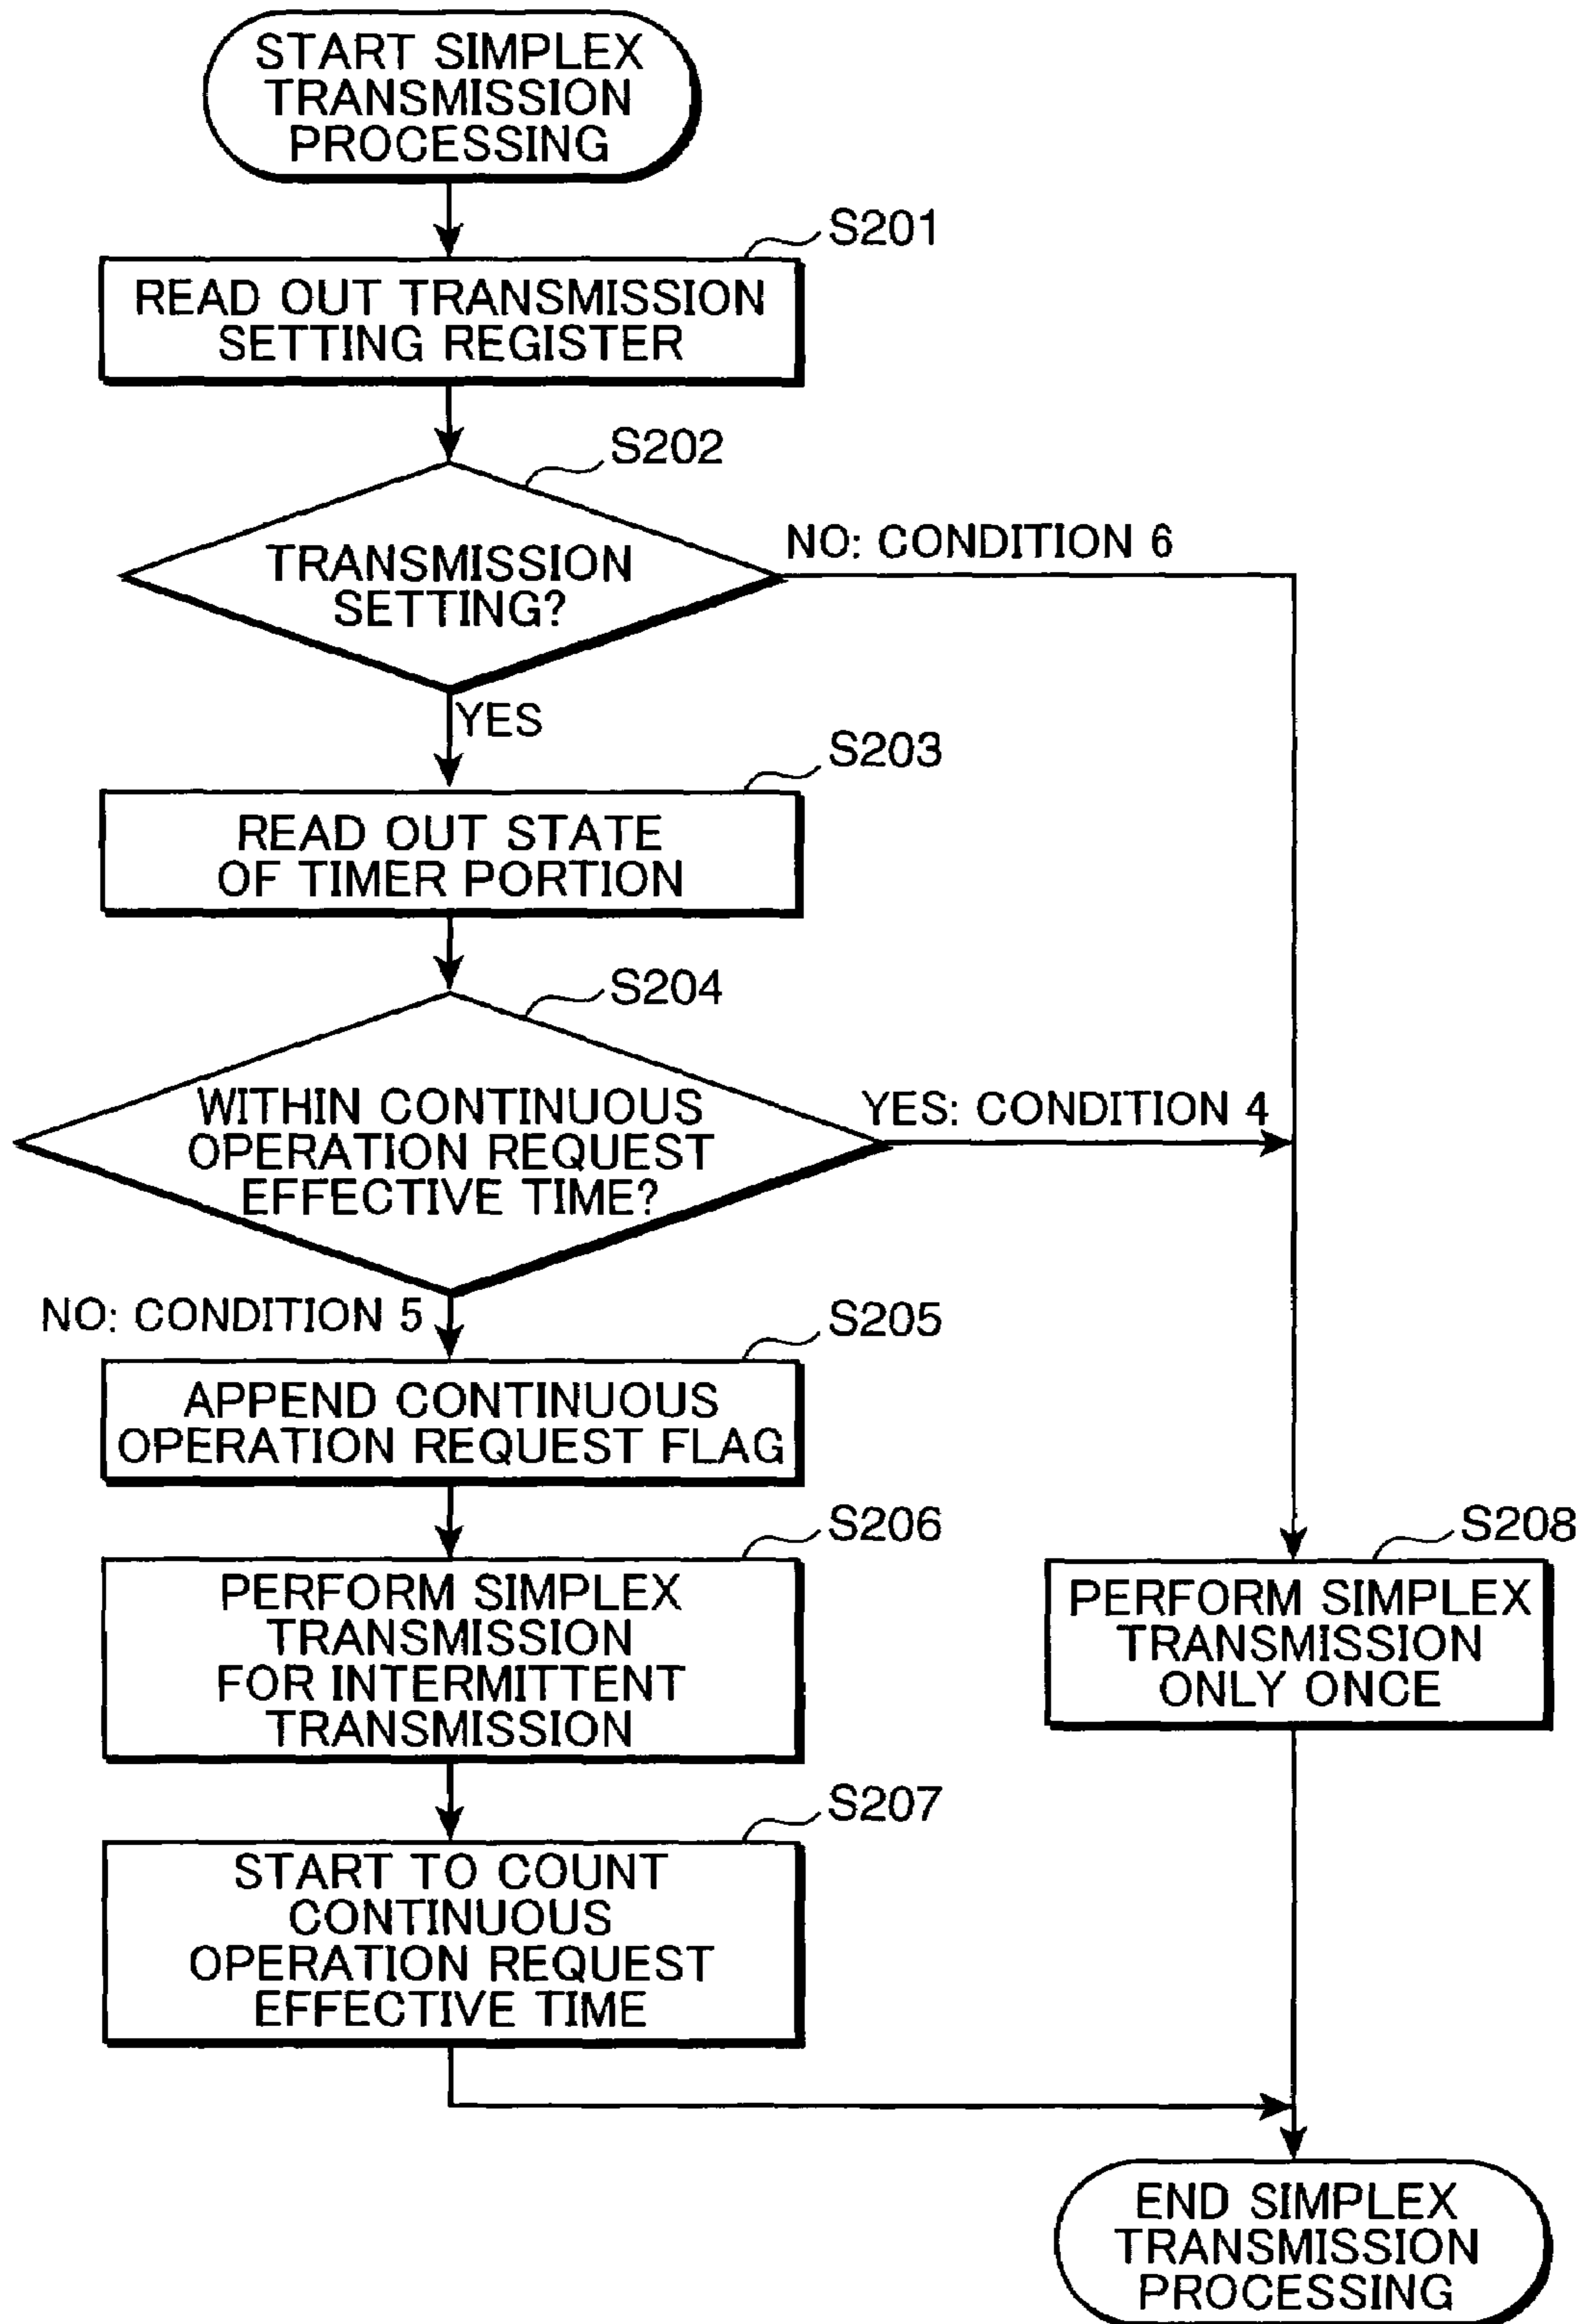 START SIMPLEX
TRANSMISSION
PROCESSING
S201
READ OUT TRANSMISSION
SETTING REGISTER
S202
TRANSMISSION
SETTING?
NO: CONDITION 6
YES
S203
READ OUT STATE
OF TIMER PORTION
S204
WITHIN CONTINUOUS
OPERATION REQUEST
EFFECTIVE TIME?
YES: CONDITION 4
NO: CONDITION 5
S205
APPEND CONTINUOUS
OPERATION REQUEST FLAG
S206
PERFORM SIMPLEX
TRANSMISSION
FOR INTERMITTENT
TRANSMISSION
S208
PERFORM SIMPLEX
TRANSMISSION
ONLY ONCE
S207
START TO COUNT
CONTINUOUS
OPERATION REQUEST
EFFECTIVE TIME
END SIMPLEX
TRANSMISSION
PROCESSING